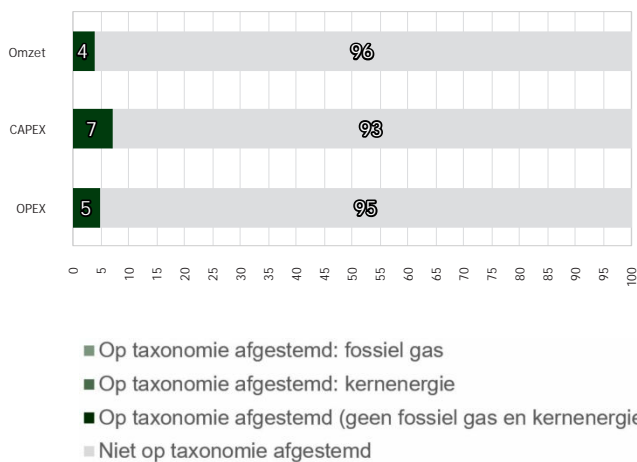 Omzet 4 96
CAPEX 7 93
OPEX 5 95
0 5 10 15 20 25 30 35 40 45 50 55 60 65 70 75 80 85 90 95 100
Op taxonomie afgestemd: fossiel gas
Op taxonomie afgestemd: kernenergie
Op taxonomie afgestemd (geen fossiel gas en kernenergie
Niet op taxonomie afgestemd